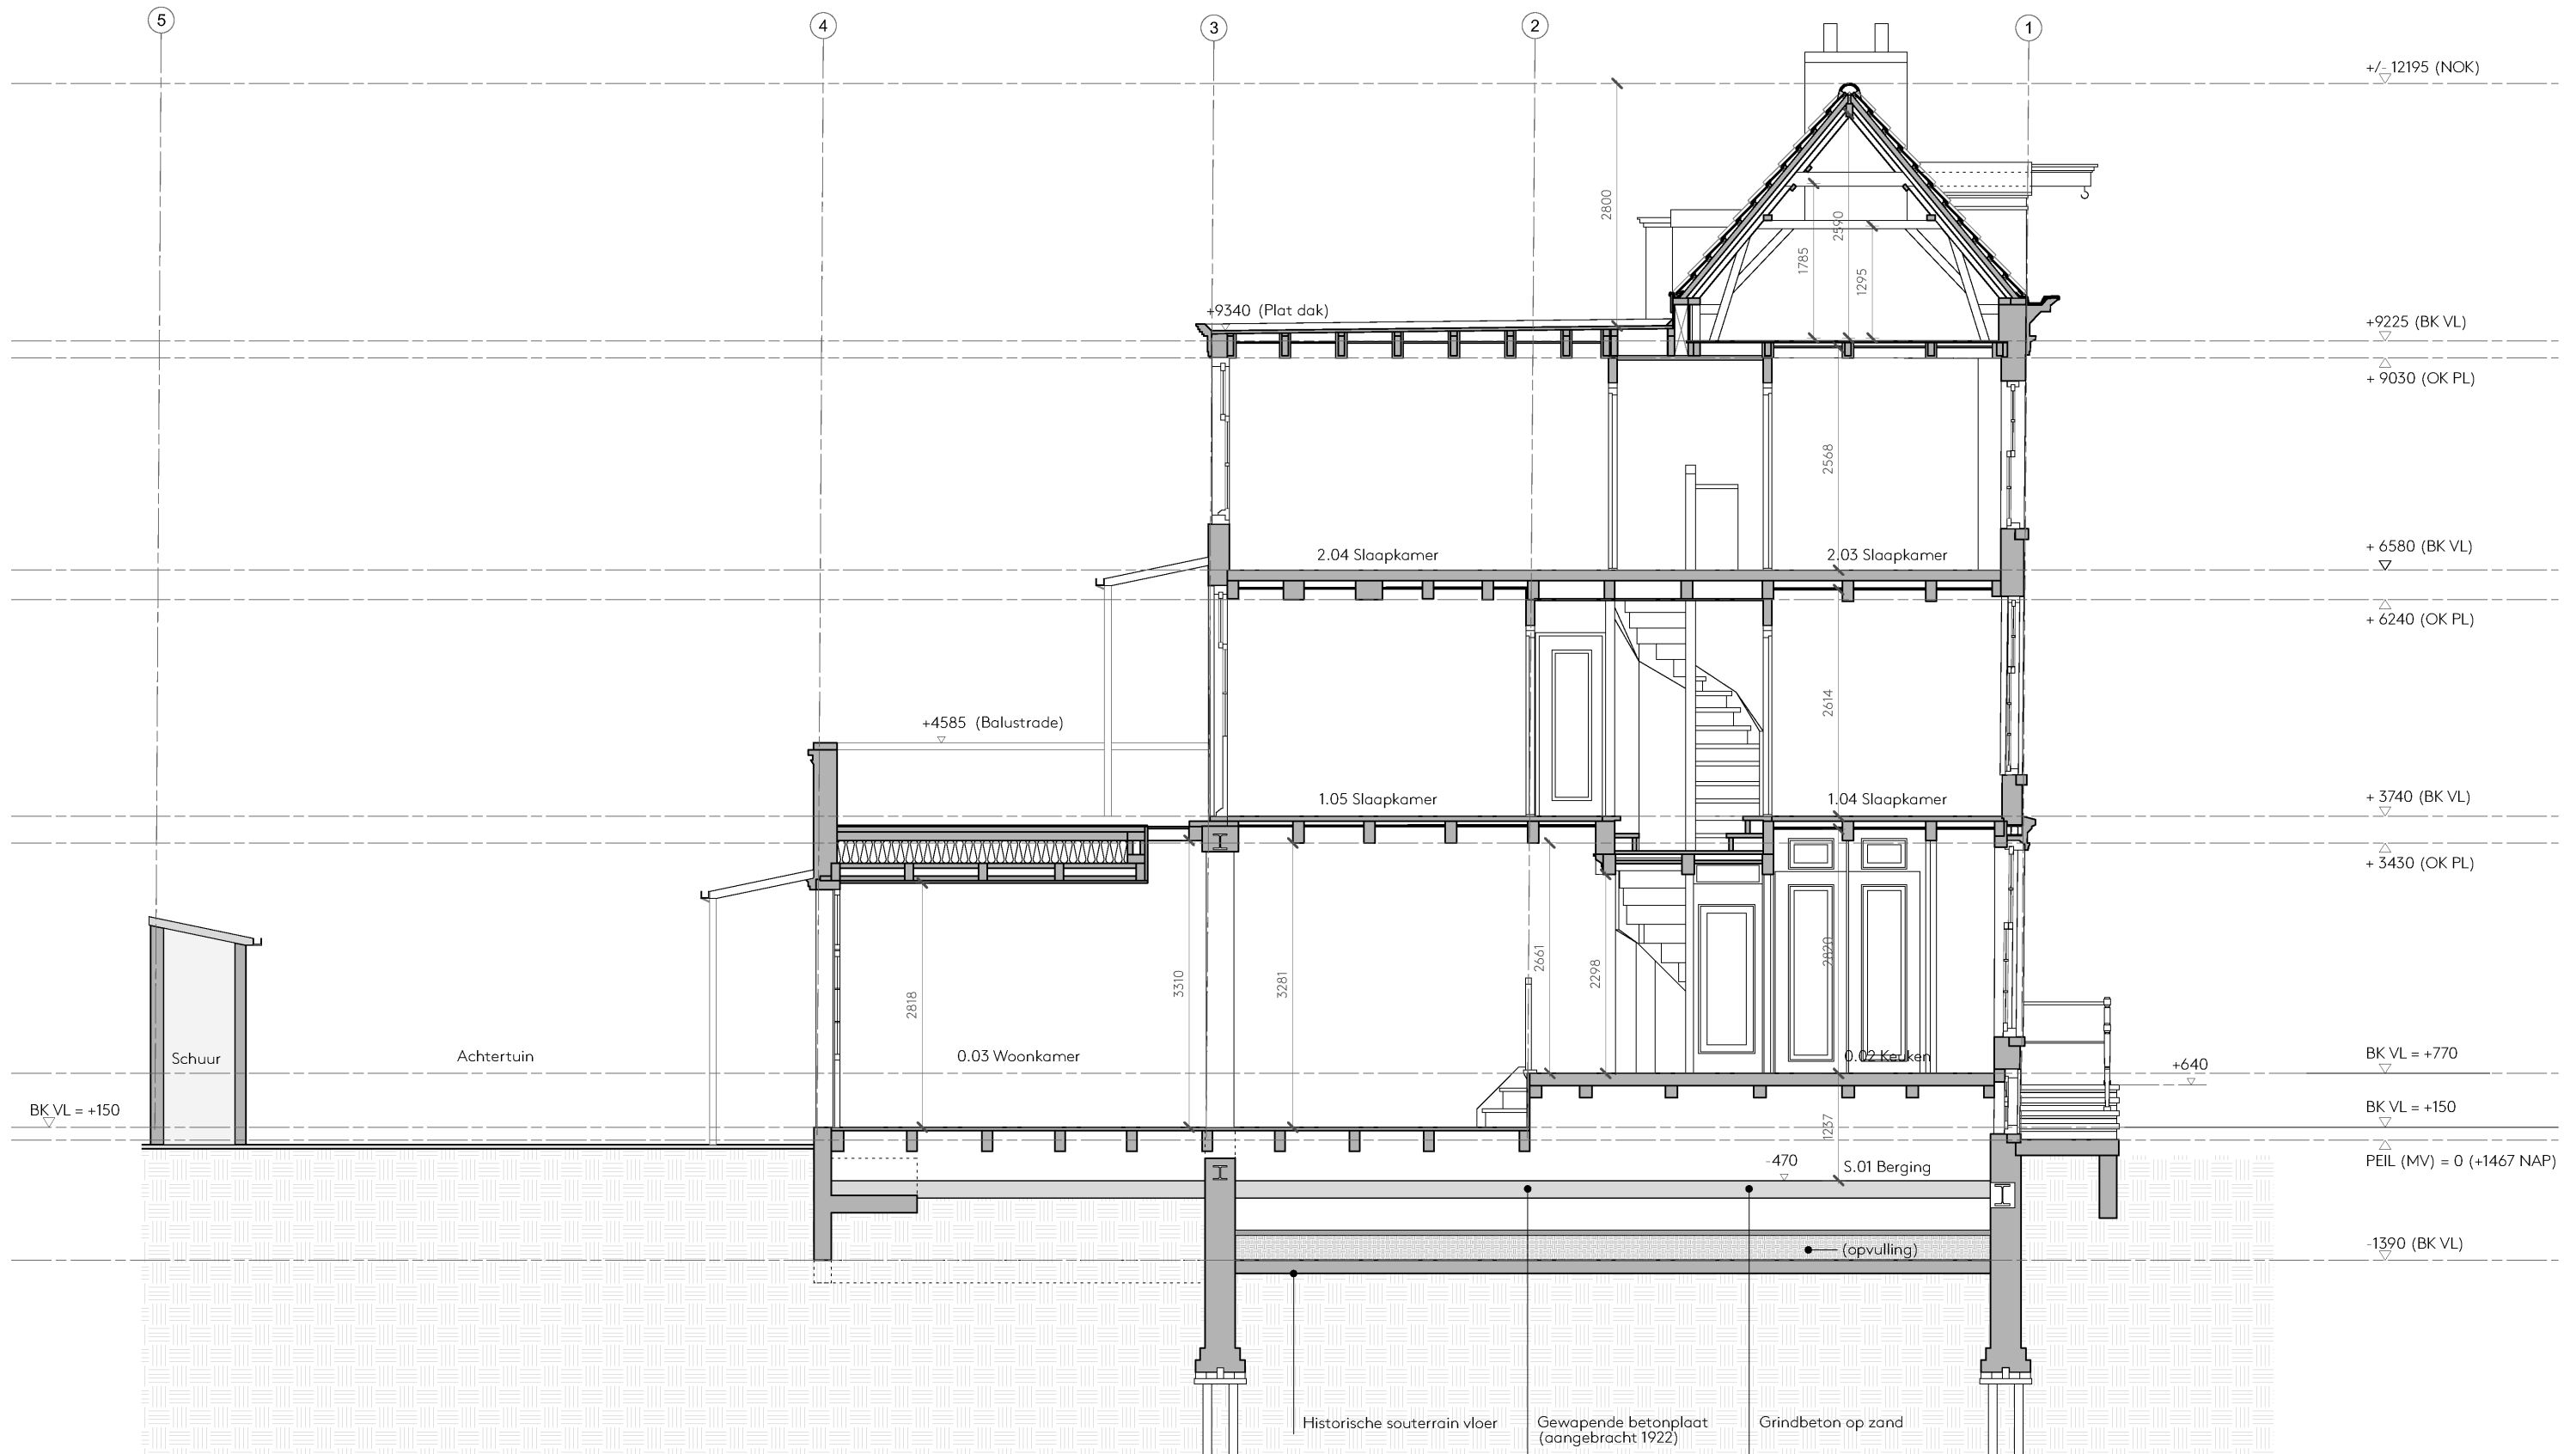 5
4
3
2
1
+/- 12195 (NOK)
2800
2590
1785
1295
+9340 (Plat dak)
+9225 (BK VL)
+ 9030 (OK PL)
2568
2.04 Slaapkamer
2.03 Slaapkamer
+ 6580 (BK VL)
+ 6240 (OK PL)
2614
+4585 (Balustrade)
1.05 Slaapkamer
1.04 Slaapkamer
+ 3740 (BK VL)
+ 3430 (OK PL)
2818
3310
3281
2661
2298
2820
Schuur
Achtertuin
0.03 Woonkamer
0.02 Keuken
+640
BK VL = +770
BK VL = +150
BK VL = +150
1237
-470
S.01 Berging
PEIL (MV) = 0 (+1467 NAP)
-1390 (BK VL)
(opvulling)
Historische souterrain vloer
Gewapende betonplaat
(aangebracht 1922)
Grindbeton op zand